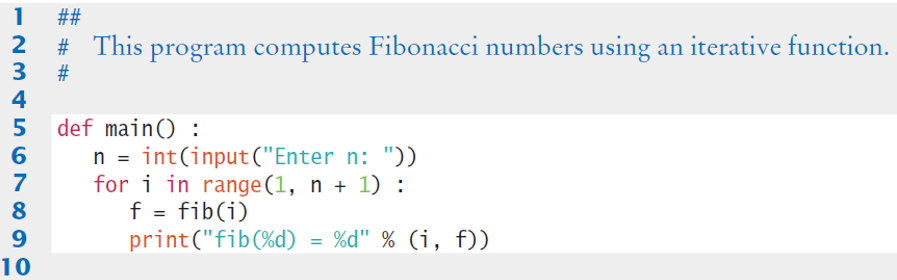 1 ##
2 # This program computes Fibonacci numbers using an iterative function.
3 #
4
5 def main() :
6    n = int(input("Enter n: "))
7    for i in range(1, n + 1) :
8       f = fib(i)
9       print("fib(%d) = %d" % (i, f))
10